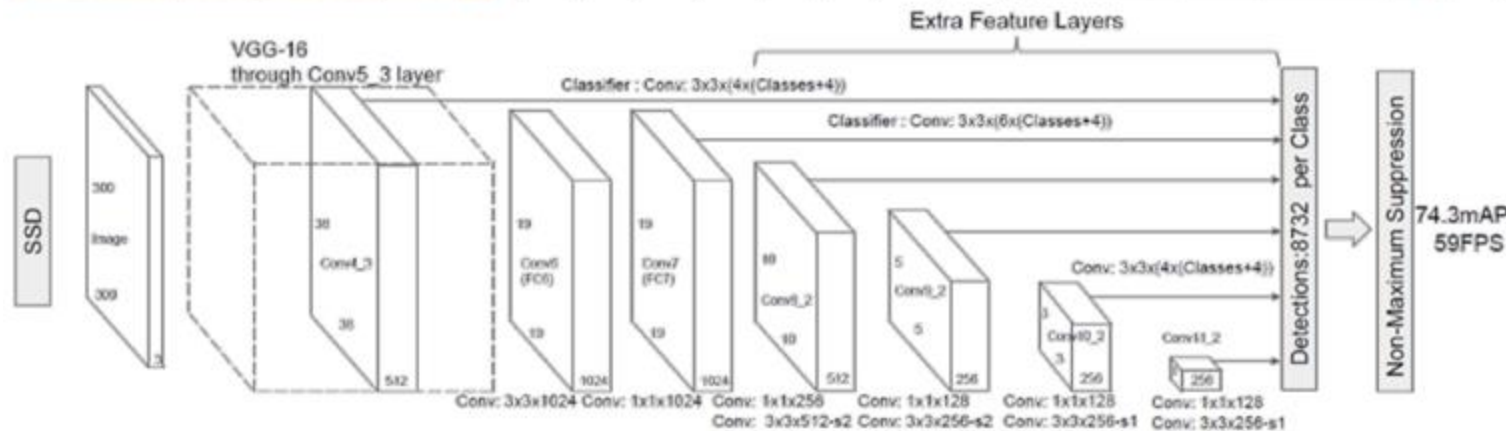 Extra Feature Layers
VGG-16
through Conv5_3 layer
Classifier : Conv: 3x3x(4x(Classes+4))
Classifier : Conv: 3x3x(6x(Classes+4))
SSD
300
Image
300
3
38
Conv4_3
38
512
19
Conv6
(FC6)
19
1024
19
Conv7
(FC7)
19
1024
10
Conv8_2
10
512
5
Conv9_2
5
256
Conv: 3x3x(4x(Classes+4))
3
Conv10_2
3
256
Conv11_2
256
Detections:8732 per Class
Non-Maximum Suppression
74.3mAP
59FPS
Conv: 3x3x1024
Conv: 1x1x1024
Conv: 1x1x256
Conv: 3x3x512-s2
Conv: 1x1x128
Conv: 3x3x256-s2
Conv: 1x1x128
Conv: 3x3x256-s1
Conv: 1x1x128
Conv: 3x3x256-s1